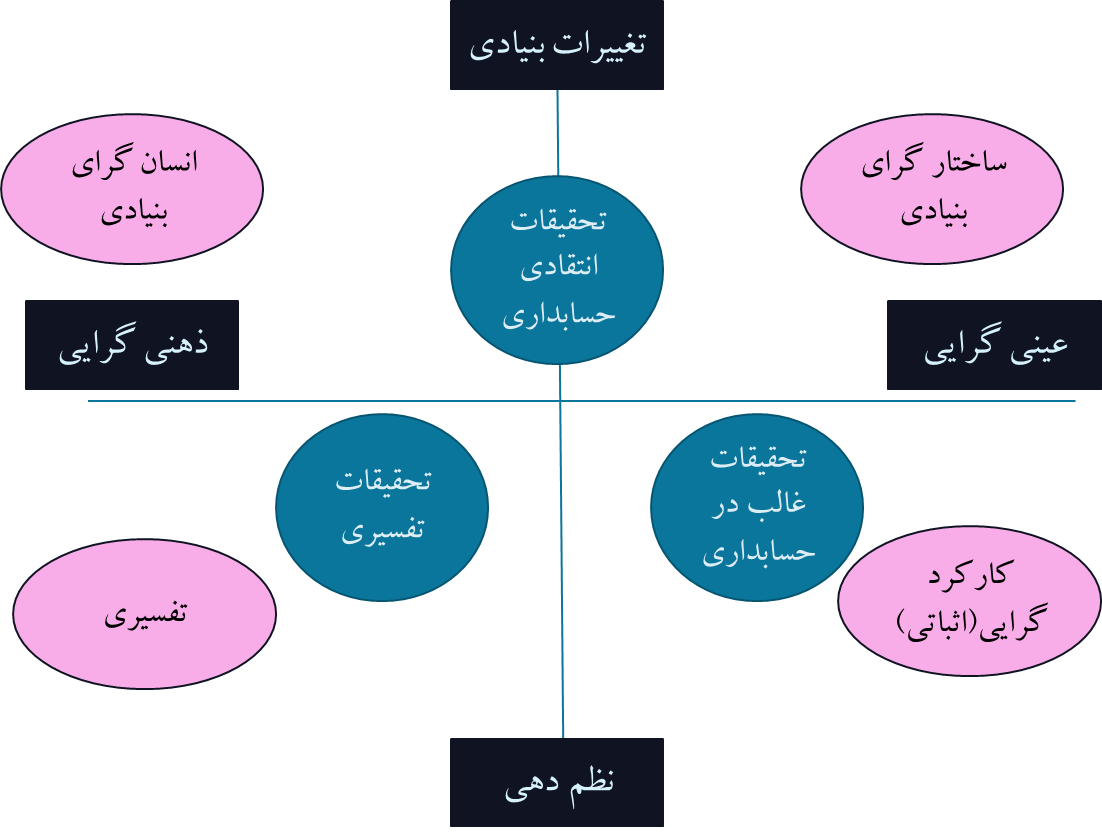 تغییرات بنیادی
ساختار گرای
بنیادی
انسان گرای
بنیادی
تحقیقات
انتقادی
حسابداری
عینی گرایی
ذهنی گرایی
تحقیقات
غالب در
حسابداری
تحقیقات
تفسیری
کارکرد
گرایی(اثباتی)
تفسیری
نظم دهی